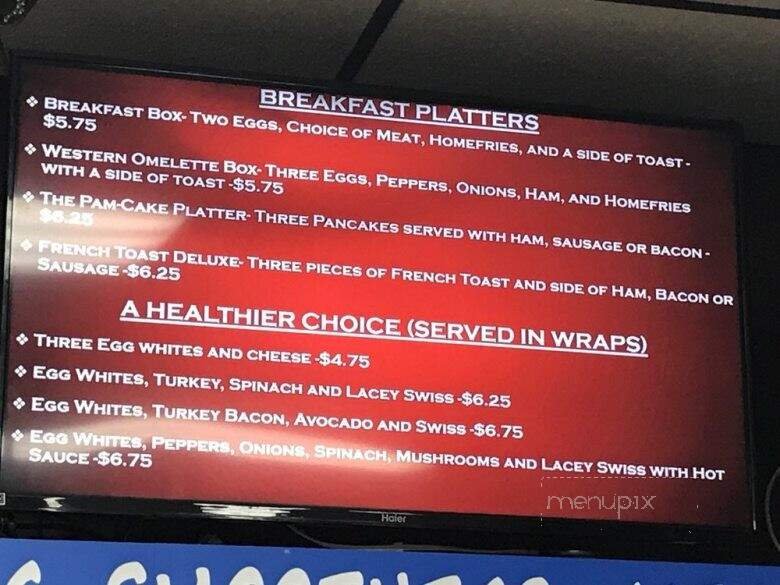 BREAKFAST PLATTERS
❖ BREAKFAST BOX- TWO EGGS, CHOICE OF MEAT, HOMEFRIES, AND A SIDE OF TOAST -
$5.75
❖ WESTERN OMELETTE BOX- THREE EGGS, PEPPERS, ONIONS, HAM, AND HOMEFRIES
WITH A SIDE OF TOAST -$5.75
❖ THE PAM-CAKE PLATTER- THREE PANCAKES SERVED WITH HAM, SAUSAGE OR BACON -
$6.25
❖ FRENCH TOAST DELUXE- THREE PIECES OF FRENCH TOAST AND SIDE OF HAM, BACON OR
SAUSAGE -$6.25
A HEALTHIER CHOICE (SERVED IN WRAPS)
❖ THREE EGG WHITES AND CHEESE -$4.75
❖ EGG WHITES, TURKEY, SPINACH AND LACEY SWISS -$6.25
❖ EGG WHITES, TURKEY BACON, AVOCADO AND SWISS -$6.75
❖ EGG WHITES, PEPPERS, ONIONS, SPINACH, MUSHROOMS AND LACEY SWISS WITH HOT
SAUCE -$6.75
menupix
Haier